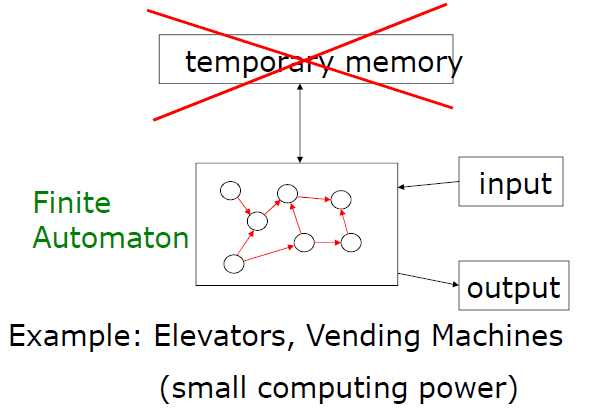 temporary memory
input
Finite
Automaton
output
Example: Elevators, Vending Machines
(small computing power)